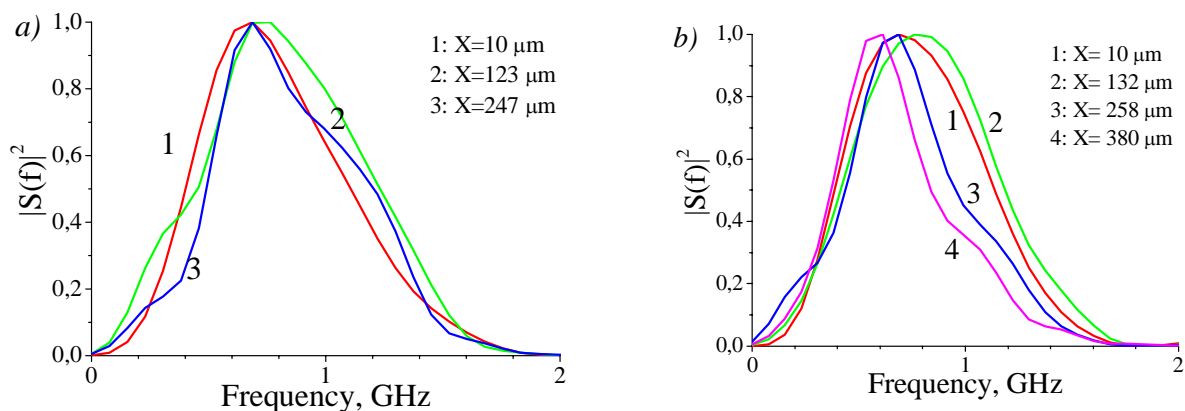 a)
1: X=10 μm
2: X=123 μm
3: X=247 μm
1
2
3
|S(f)|²
1,0
0,8
0,6
0,4
0,2
0,0
0
1
2
Frequency, GHz
b)
1: X= 10 μm
2: X= 132 μm
3: X= 258 μm
4: X= 380 μm
1
2
3
4
|S(f)|²
1,0
0,8
0,6
0,4
0,2
0,0
0
1
2
Frequency, GHz